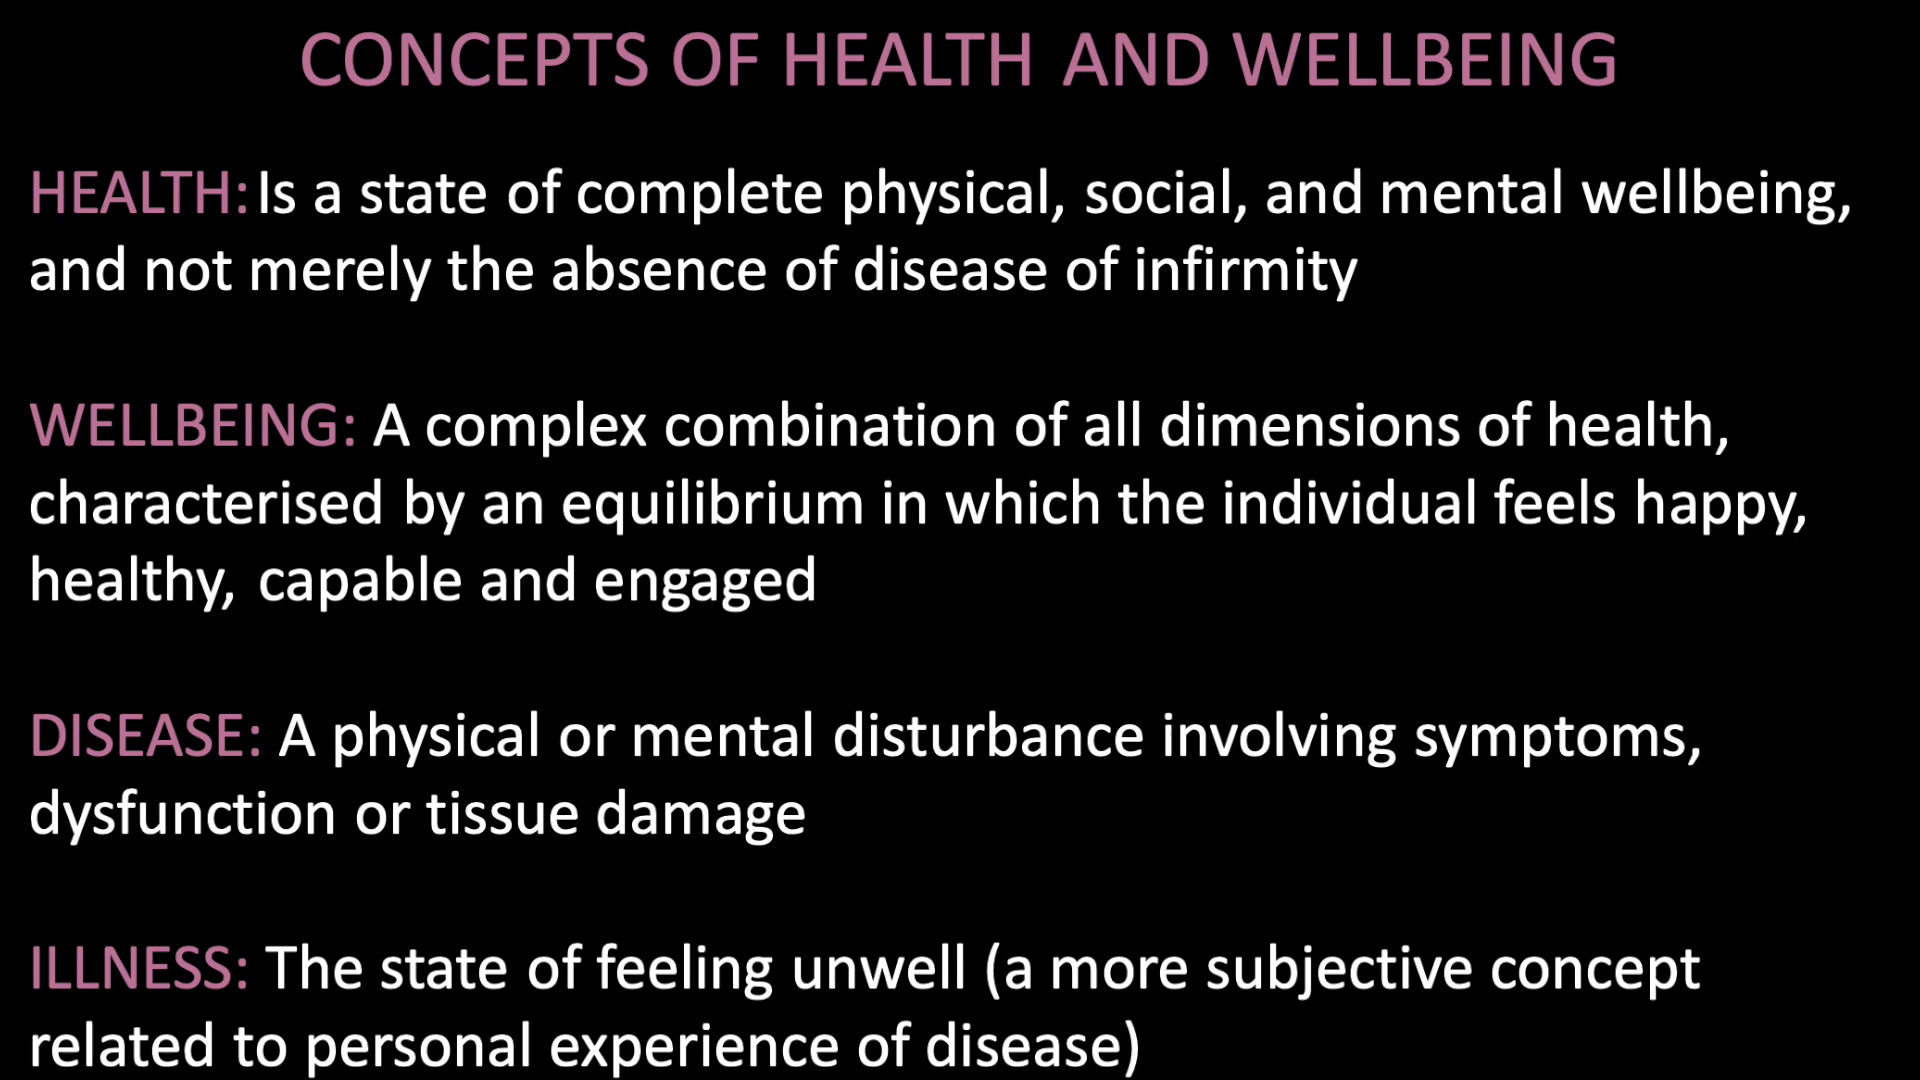 CONCEPTS OF HEALTH AND WELLBEING
HEALTH: Is a state of complete physical, social, and mental wellbeing,
and not merely the absence of disease of infirmity
WELLBEING: A complex combination of all dimensions of health,
characterised by an equilibrium in which the individual feels happy,
healthy, capable and engaged
DISEASE: A physical or mental disturbance involving symptoms,
dysfunction or tissue damage
ILLNESS: The state of feeling unwell (a more subjective concept
related to personal experience of disease)